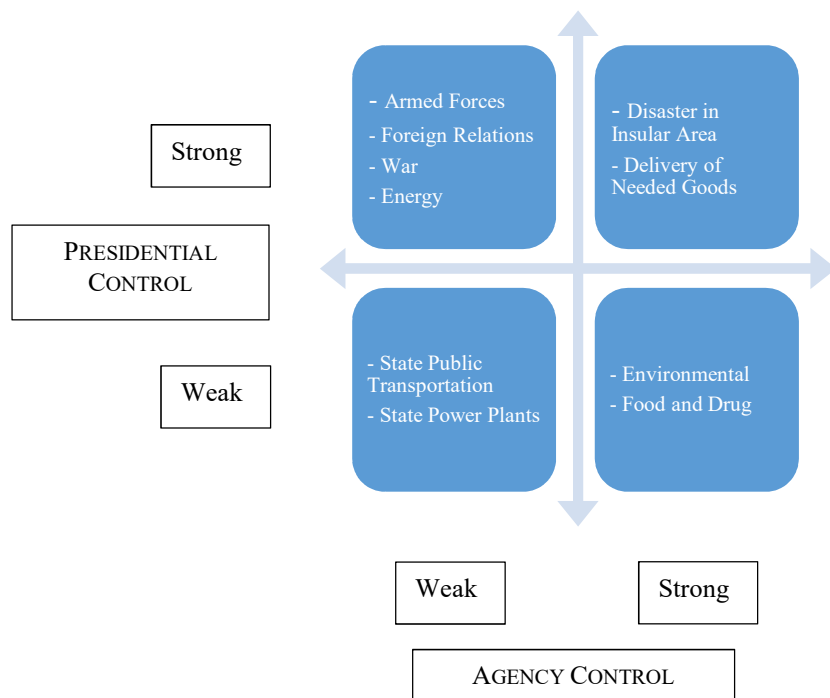 - Armed Forces
- Foreign Relations
- War
- Energy
- Disaster in
Insular Area
- Delivery of
Needed Goods
Strong
PRESIDENTIAL
CONTROL
Weak
- State Public
Transportation
- State Power Plants
- Environmental
- Food and Drug
Weak
Strong
AGENCY CONTROL